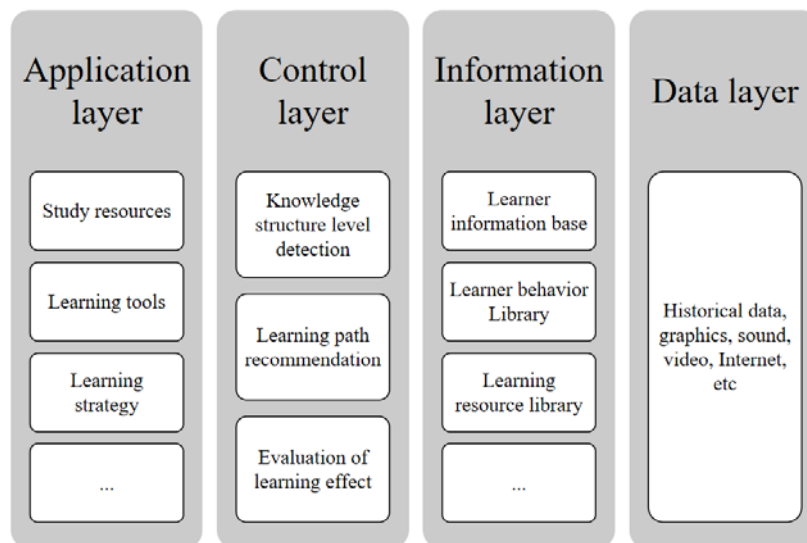 Application
layer
Study resources
Learning tools
Learning
strategy
...
Control
layer
Knowledge
structure level
detection
Learning path
recommendation
Evaluation of
learning effect
Information
layer
Learner
information base
Learner behavior
Library
Learning
resource library
...
Data layer
Historical data,
graphics, sound,
video, Internet,
etc